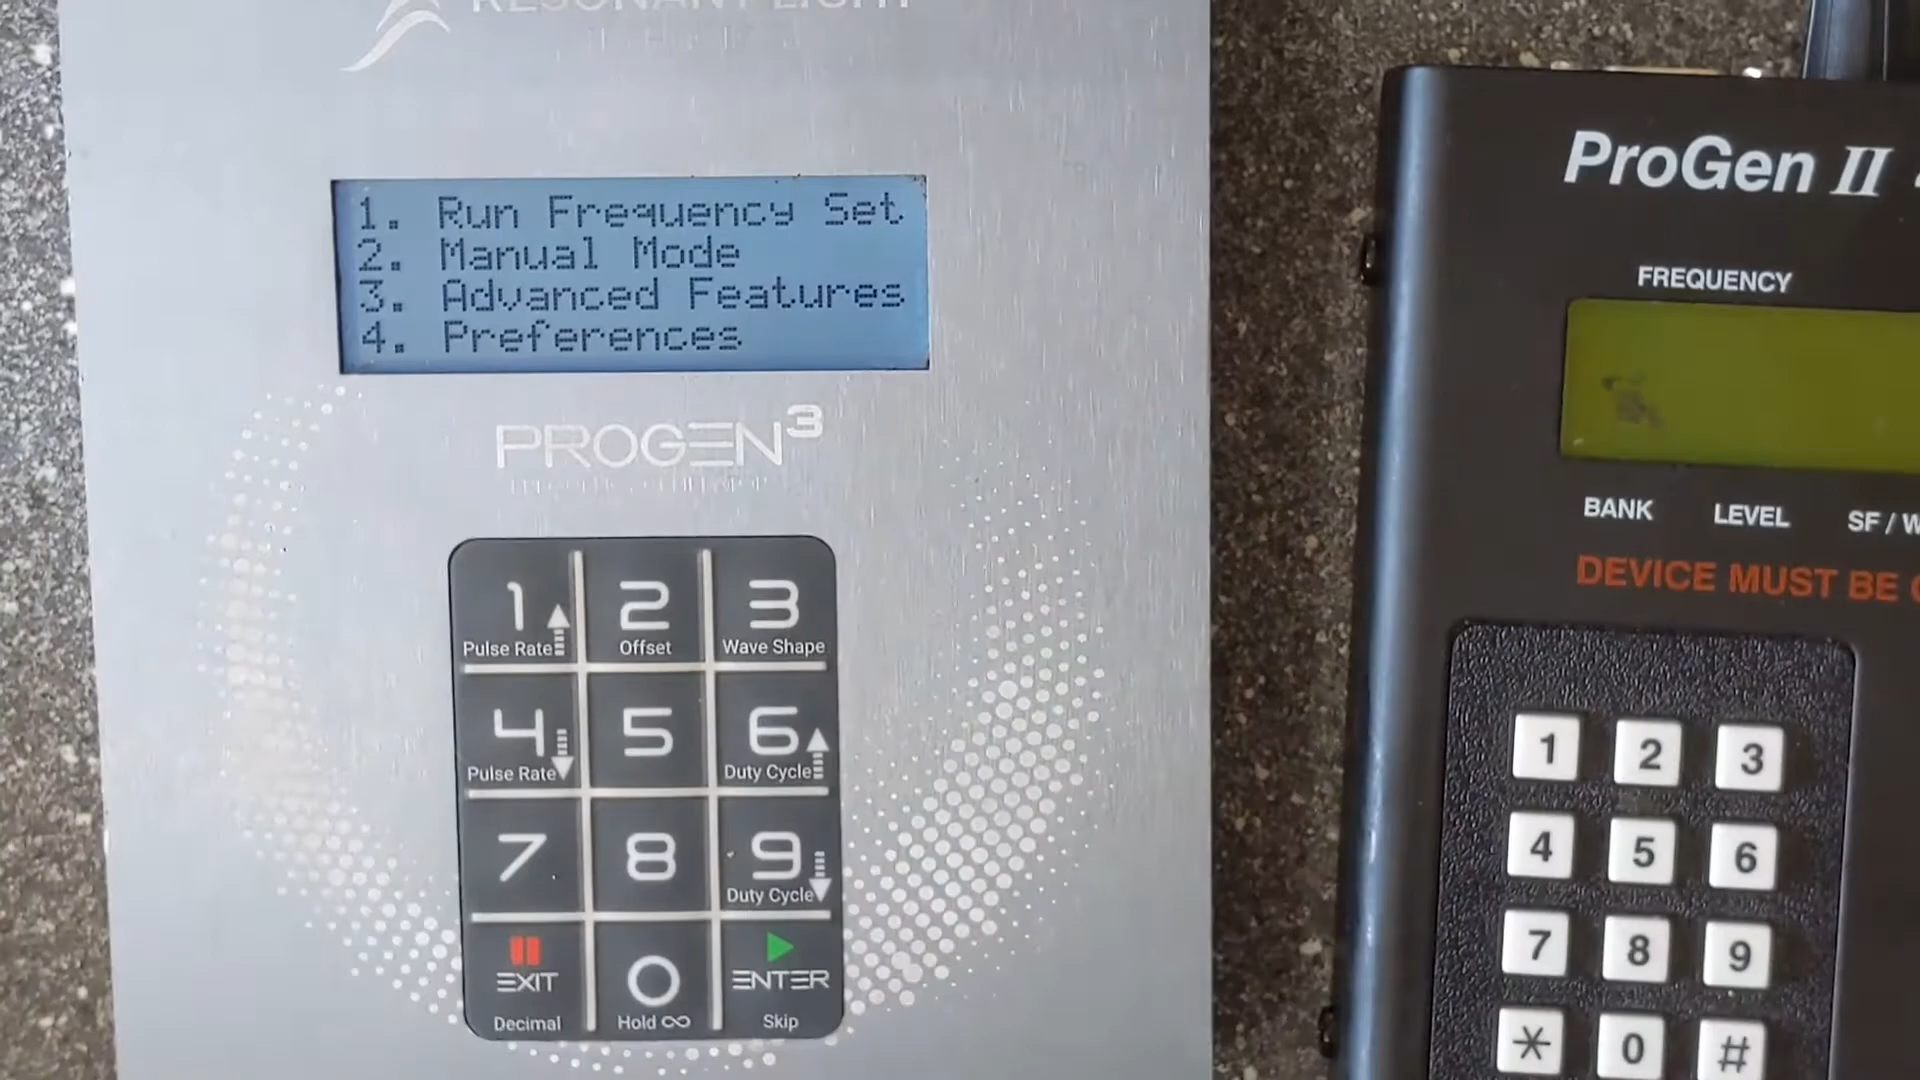 RESONANT LIGHT
1. Run Frequency Set
2. Manual Mode
3. Advanced Features
4. Preferences
PROGEN3
1 2 3
Pulse Rate Offset Wave Shape
4 5 6
Pulse Rate Duty Cycle
7 8 9
Duty Cycle
EXIT 0 ENTER
Decimal Hold ∞ Skip
ProGen II
FREQUENCY
BANK LEVEL SF / W
DEVICE MUST BE
1 2 3
4 5 6
7 8 9
* 0 #